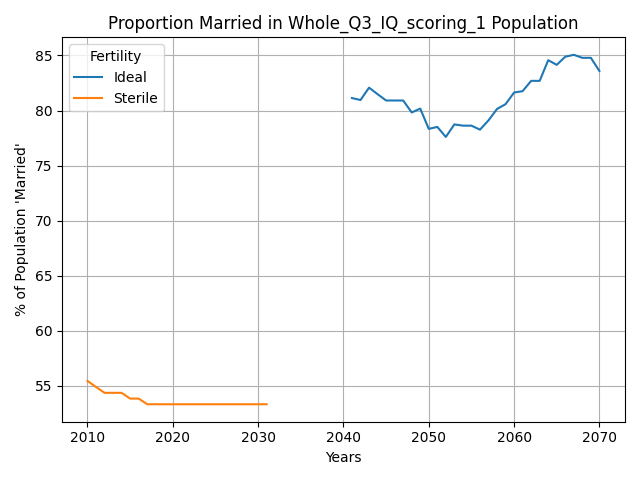 Proportion Married in Whole_Q3_IQ_scoring_1 Population
Fertility
Ideal
Sterile
% of Population 'Married'
85
80
75
70
65
60
55
2010 2020 2030 2040 2050 2060 2070
Years